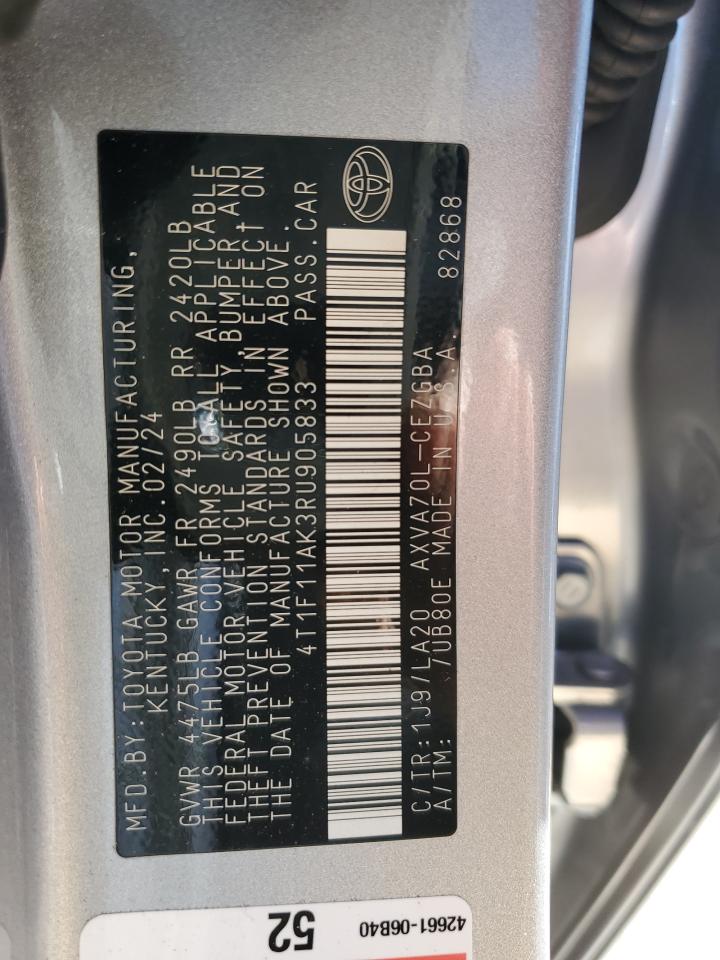 MFD.BY:TOYOTA MOTOR MANUFACTURING,
KENTUCKY, INC.02/24
GVWR 4475LB GAWR FR 2490LB RR 2420LB
THIS VEHICLE CONFORMS TO ALL APPLICABLE
FEDERAL MOTOR VEHICLE SAFETY,BUMPER,AND
THEFT PREVENTION STANDARDS IN EFFECT ON
THE DATE OF MANUFACTURE SHOWN ABOVE.
4T1F11AK3RU905833 PASS.CAR
C/TR:1J9/LA20 AXVA70L-CEZGBA 82868
A/TM: /UB80E MADE IN U.S.A
52
42661-06B40